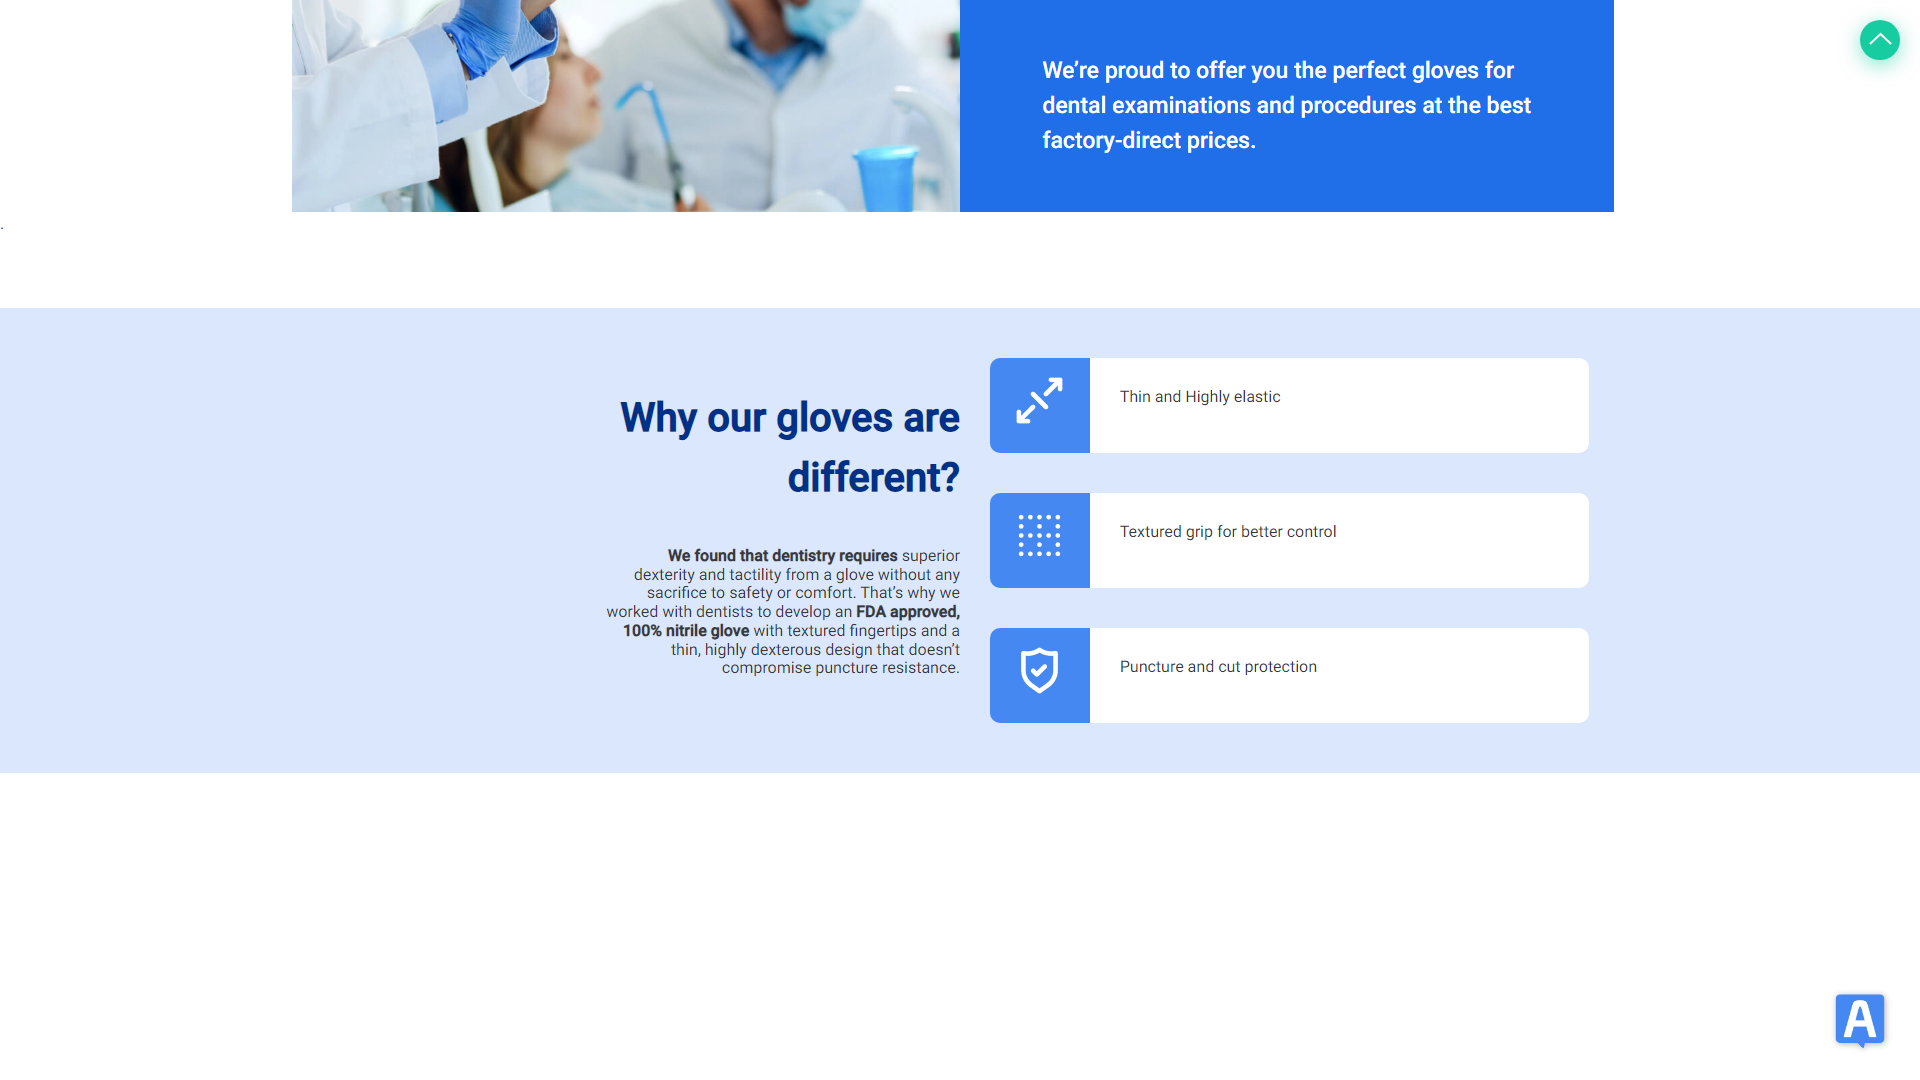 We’re proud to offer you the perfect gloves for
dental examinations and procedures at the best
factory-direct prices.
.
Why our gloves are
different?
We found that dentistry requires superior
dexterity and tactility from a glove without any
sacrifice to safety or comfort. That’s why we
worked with dentists to develop an FDA approved,
100% nitrile glove with textured fingertips and a
thin, highly dexterous design that doesn’t
compromise puncture resistance.
Thin and Highly elastic
Textured grip for better control
Puncture and cut protection
A